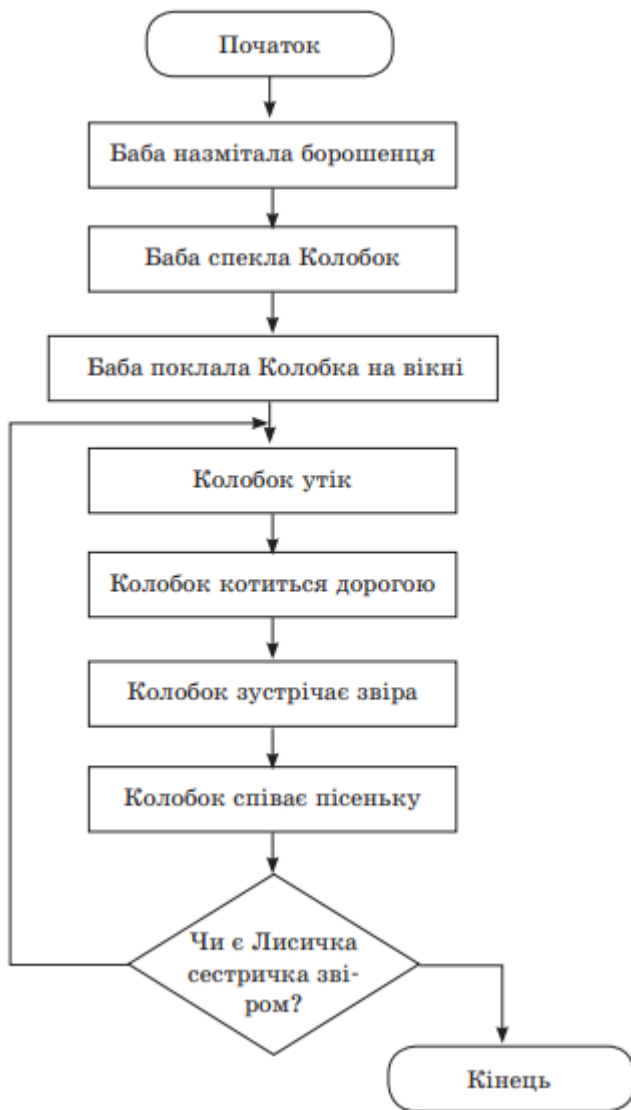 Початок
Баба назмітала борошенця
Баба спекла Колобок
Баба поклала Колобка на вікні
Колобок утік
Колобок котиться дорогою
Колобок зустрічає звіра
Колобок співає пісеньку
Чи є Лисичка
сестричка зві-
ром?
Кінець